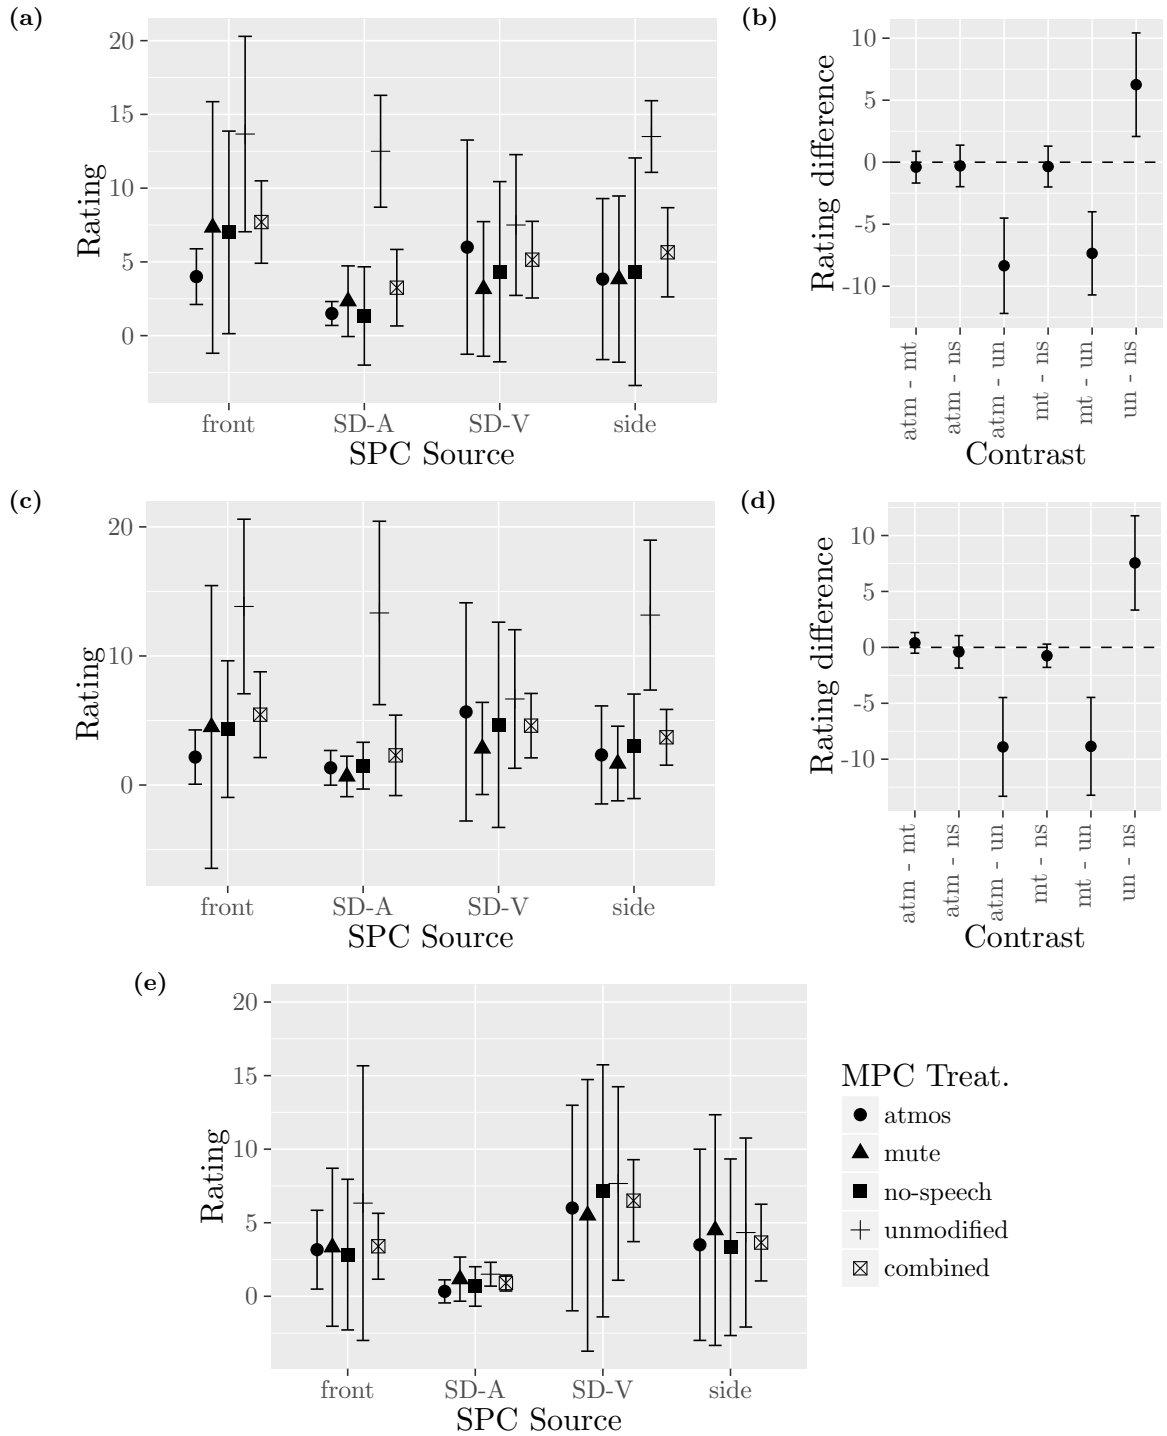 (a)
20
15
10
5
0
Rating
front
SD-A
SD-V
side
SPC Source
(b)
10
5
0
-5
-10
Rating difference
atm - mt
atm - ns
atm - un
mt - ns
mt - un
un - ns
Contrast
(c)
20
10
0
Rating
front
SD-A
SD-V
side
SPC Source
(d)
10
5
0
-5
-10
Rating difference
atm - mt
atm - ns
atm - un
mt - ns
mt - un
un - ns
Contrast
(e)
20
15
10
5
0
Rating
front
SD-A
SD-V
side
SPC Source
MPC Treat.
atmos
mute
no-speech
unmodified
combined